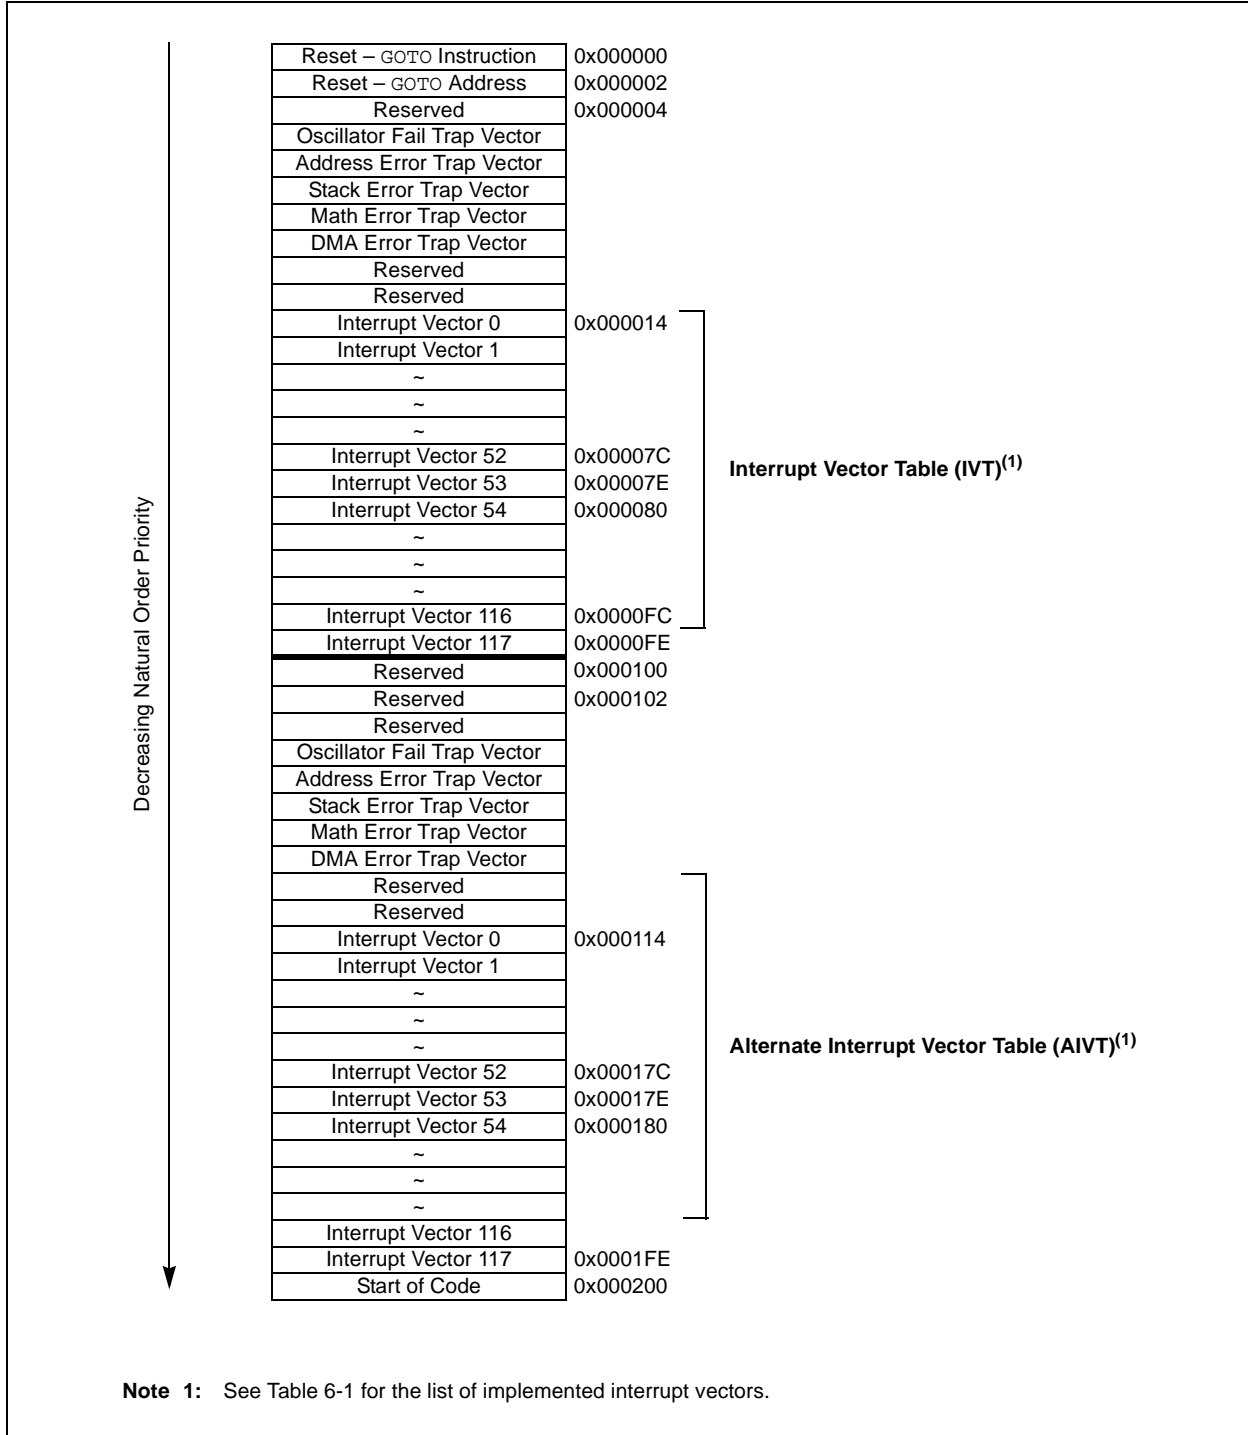 Reset – GOTO Instruction 0x000000
Reset – GOTO Address 0x000002
Reserved 0x000004
Oscillator Fail Trap Vector
Address Error Trap Vector
Stack Error Trap Vector
Math Error Trap Vector
DMA Error Trap Vector
Reserved
Reserved
Interrupt Vector 0 0x000014
Interrupt Vector 1
~
~
~
Interrupt Vector 52 0x00007C
Interrupt Vector Table (IVT)(1)
Interrupt Vector 53 0x00007E
Interrupt Vector 54 0x000080
~
~
~
Interrupt Vector 116 0x0000FC
Interrupt Vector 117 0x0000FE
Decreasing Natural Order Priority
Reserved 0x000100
Reserved 0x000102
Reserved
Oscillator Fail Trap Vector
Address Error Trap Vector
Stack Error Trap Vector
Math Error Trap Vector
DMA Error Trap Vector
Reserved
Reserved
Interrupt Vector 0 0x000114
Interrupt Vector 1
~
~
~
Alternate Interrupt Vector Table (AIVT)(1)
Interrupt Vector 52 0x00017C
Interrupt Vector 53 0x00017E
Interrupt Vector 54 0x000180
~
~
~
Interrupt Vector 116
Interrupt Vector 117 0x0001FE
Start of Code 0x000200
Note 1: See Table 6-1 for the list of implemented interrupt vectors.